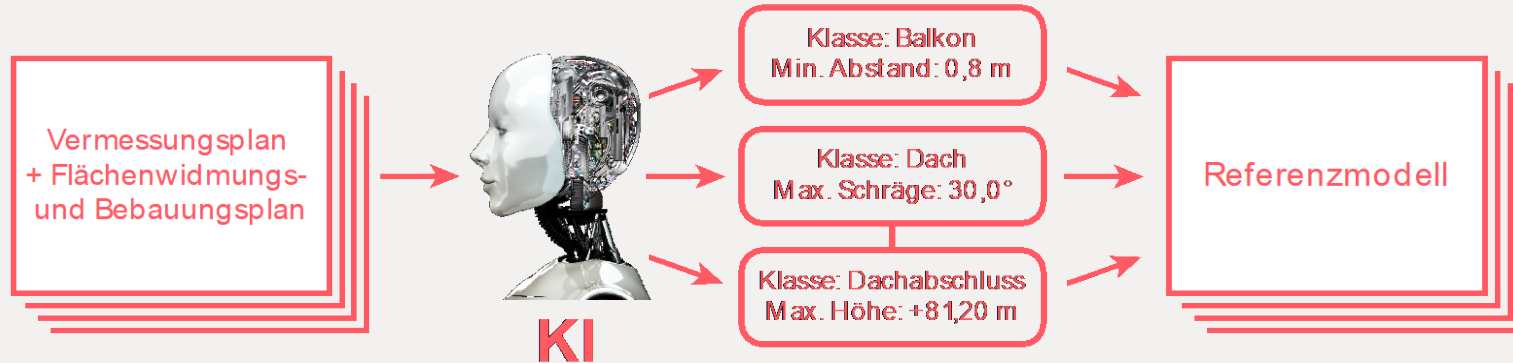 Vermessungsplan
+ Flächenwidmungs-
und Bebauungsplan
KI
Klasse: Balkon
Min. Abstand: 0,8 m
Klasse: Dach
Max. Schräge: 30,0°
Klasse: Dachabschluss
Max. Höhe: +81,20 m
Referenzmodell